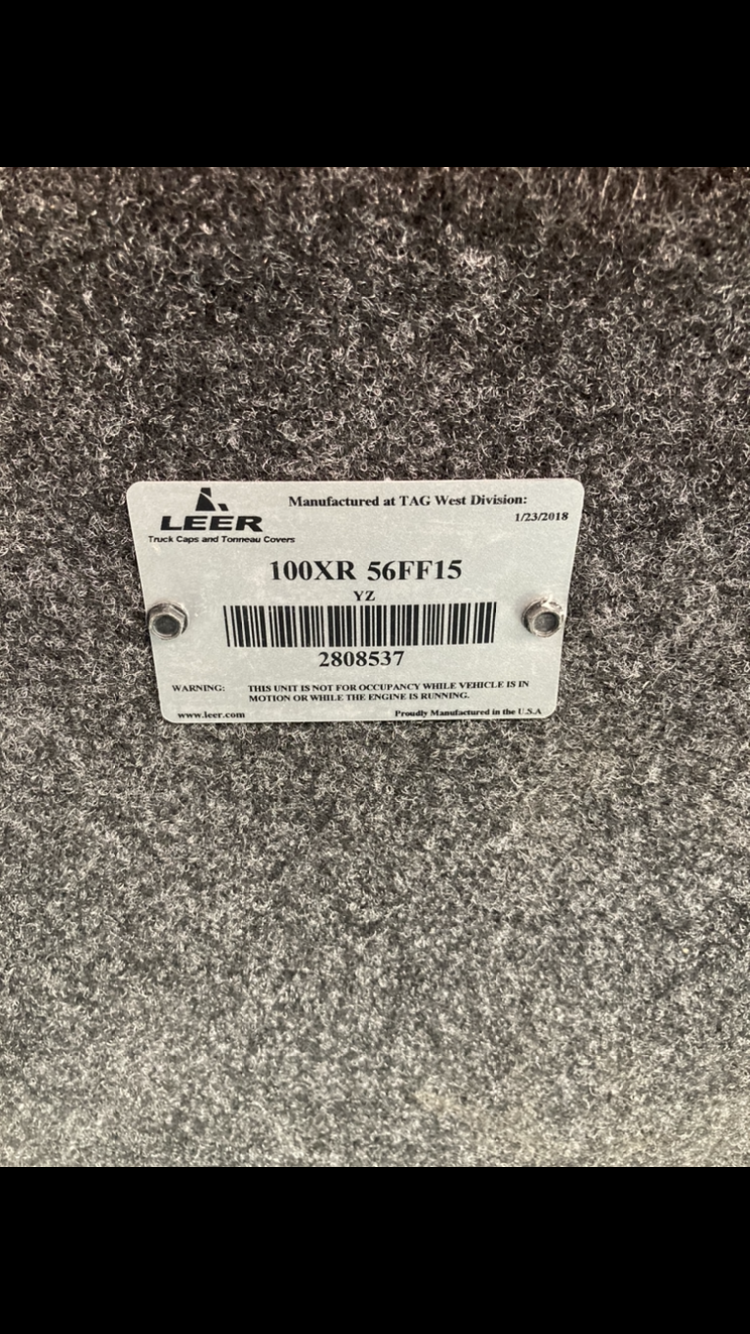 LEER
Truck Caps and Tonneau Covers
Manufactured at TAG West Division:
1/23/2018
100XR 56FF15
YZ
2808537
WARNING: THIS UNIT IS NOT FOR OCCUPANCY WHILE VEHICLE IS IN
MOTION OR WHILE THE ENGINE IS RUNNING.
www.leer.com Proudly Manufactured in the U.S.A